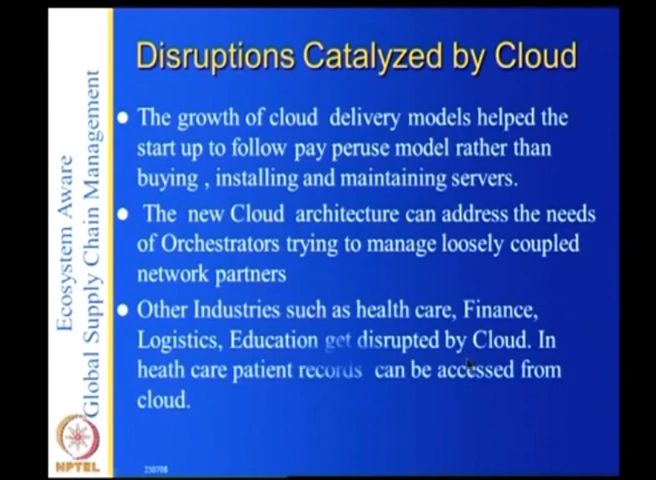 Disruptions Catalyzed by Cloud
The growth of cloud delivery models helped the
start up to follow pay peruse model rather than
buying , installing and maintaining servers.
The new Cloud architecture can address the needs
of Orchestrators trying to manage loosely coupled
network partners
Other Industries such as health care, Finance,
Logistics, Education get disrupted by Cloud. In
heath care patient records can be accessed from
cloud.
Ecosystem Aware
Global Supply Chain Management
NPTEL
250708